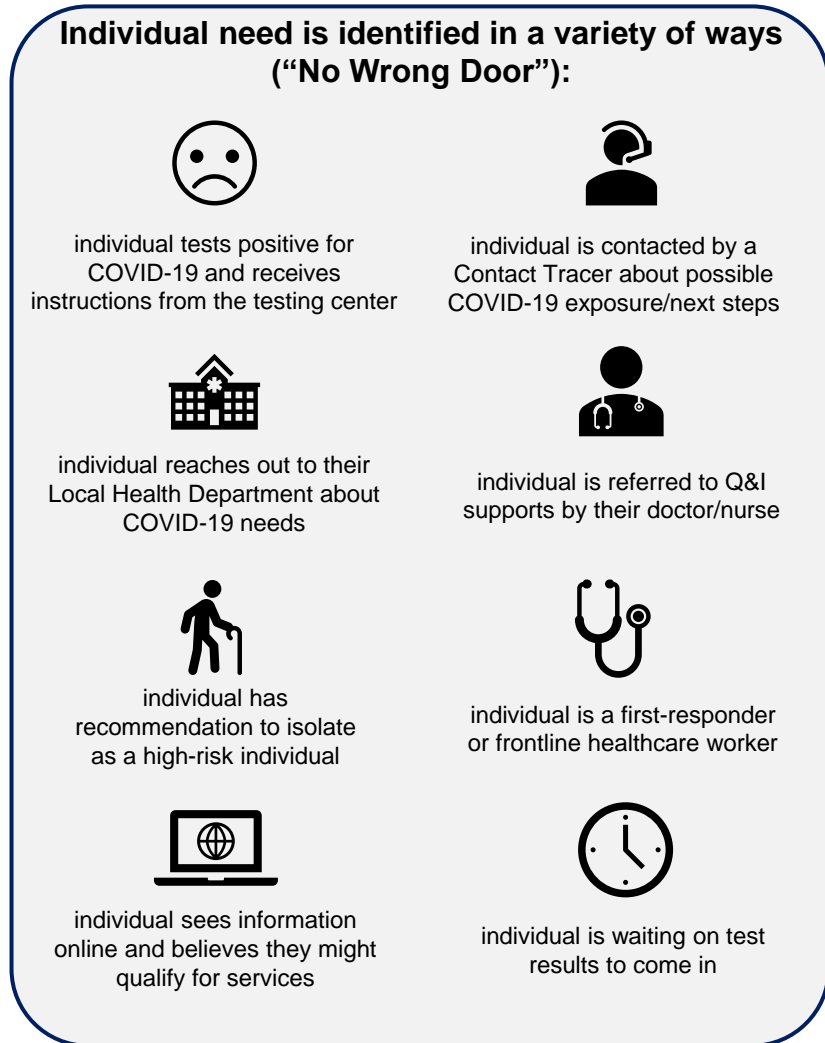 Individual need is identified in a variety of ways
(“No Wrong Door”):
individual tests positive for
COVID-19 and receives
instructions from the testing center
individual is contacted by a
Contact Tracer about possible
COVID-19 exposure/next steps
individual reaches out to their
Local Health Department about
COVID-19 needs
individual is referred to Q&I
supports by their doctor/nurse
individual has
recommendation to isolate
as a high-risk individual
individual is a first-responder
or frontline healthcare worker
individual sees information
online and believes they might
qualify for services
individual is waiting on test
results to come in